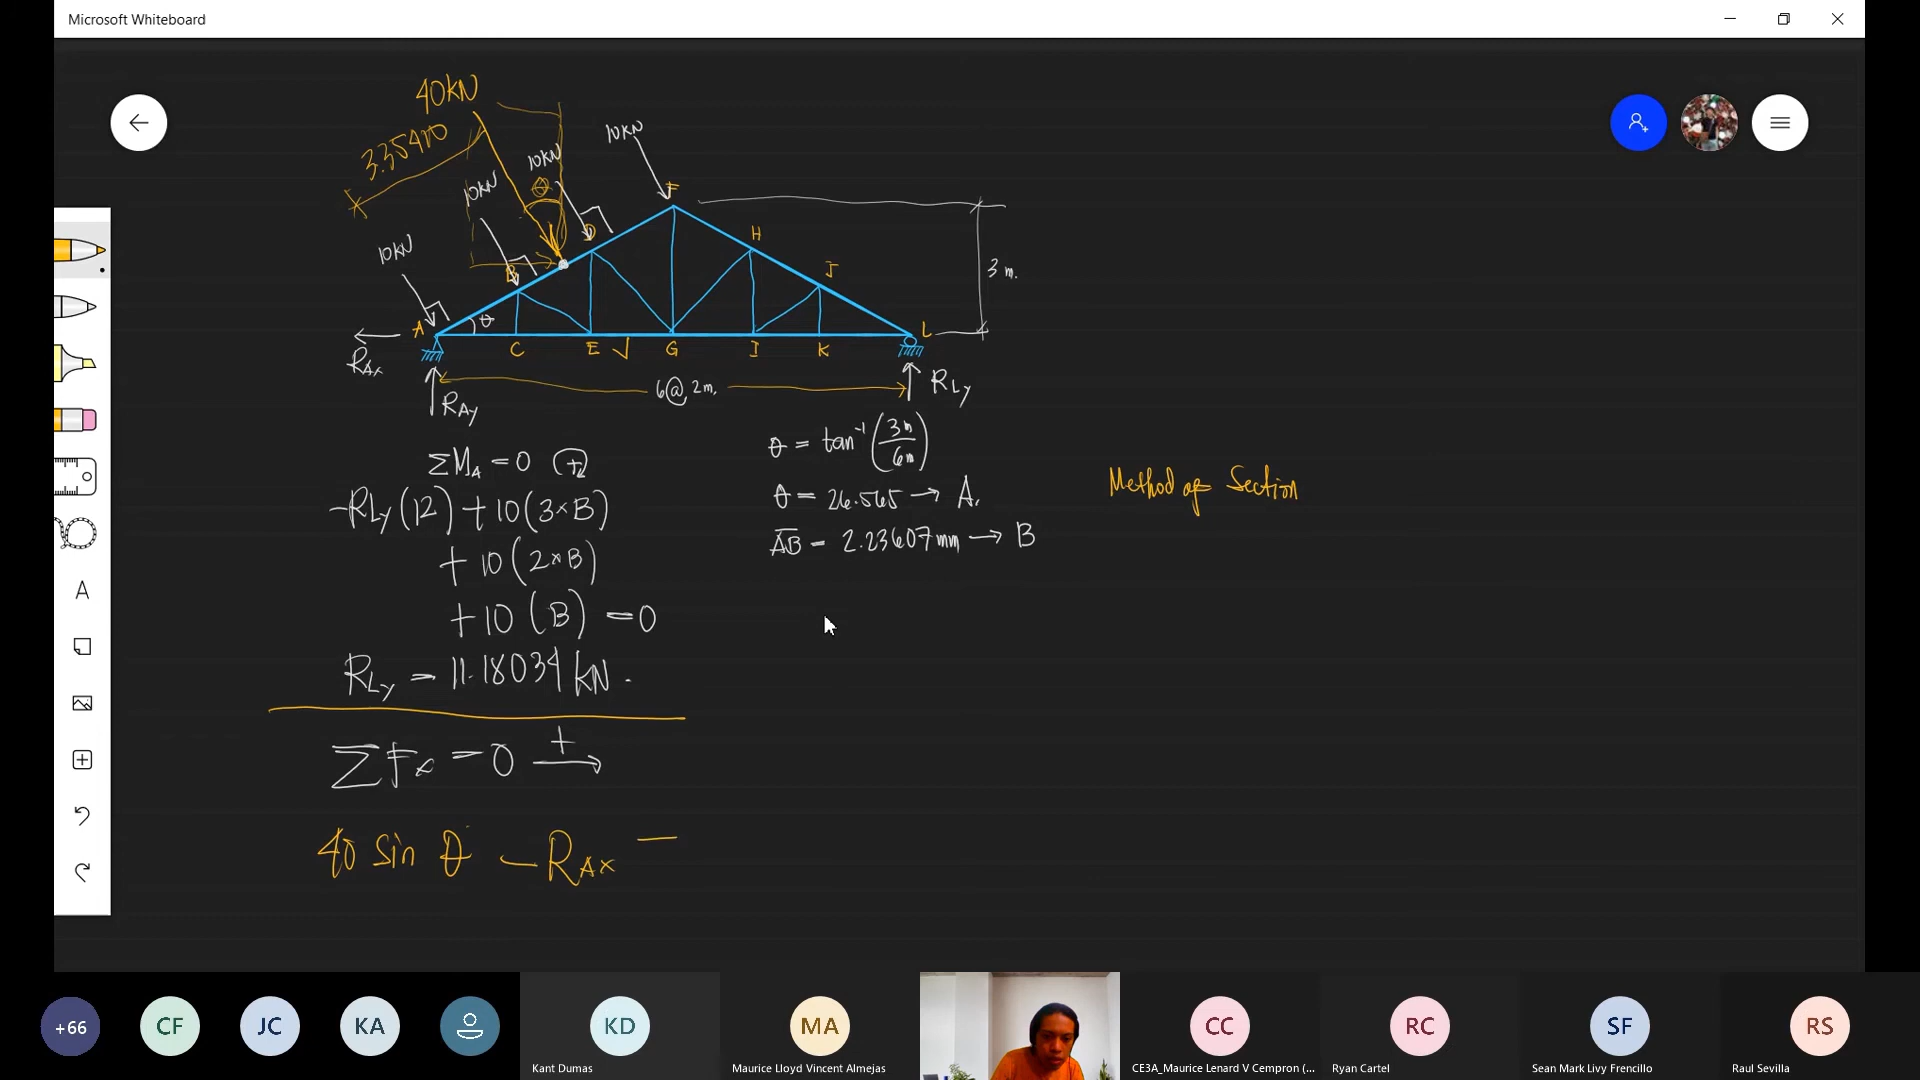 Microsoft Whiteboard
40kN
3.35410
10kN
10kN
10kN
10kN
θ
F
D
H
B
J
3 m.
A
θ
L
C
E
G
I
K
RAx
RAy
6@ 2m.
RLy
ΣMA = 0 (+)
-RLy(12) + 10(3×B)
+ 10(2×B)
+ 10 (B) = 0
RLy = 11.18034 kN.
ΣFx = 0 +→
40 sin θ - RAx =
θ = tan⁻¹(3m/6m)
θ = 26.565 → A.
AB = 2.23607mm → B
Method of Section
A
+66
CF
JC
KA
KD
Kant Dumas
MA
Maurice Lloyd Vincent Almejas
CC
CE3A_Maurice Lenard V Cempron (...
RC
Ryan Cartel
SF
Sean Mark Livy Frencillo
RS
Raul Sevilla